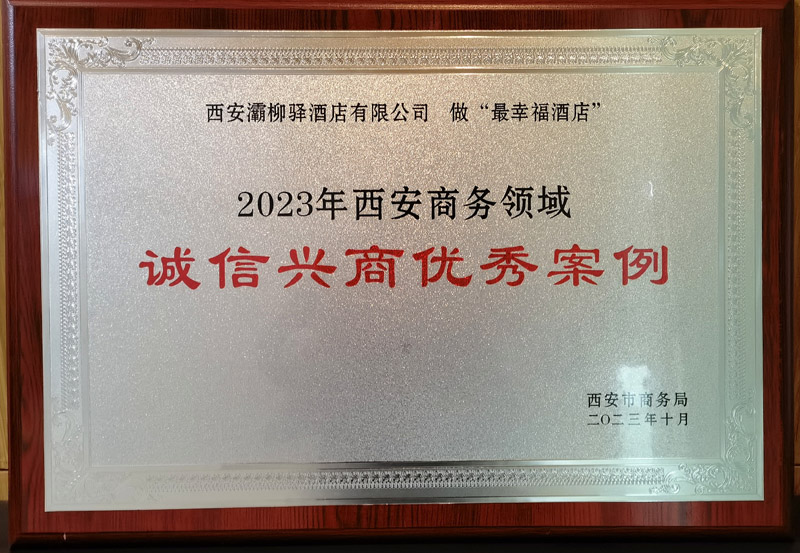 西安灞柳驿酒店有限公司 做“最幸福酒店”
2023年西安商务领域
诚信兴商优秀案例
西安市商务局
二〇二三年十月